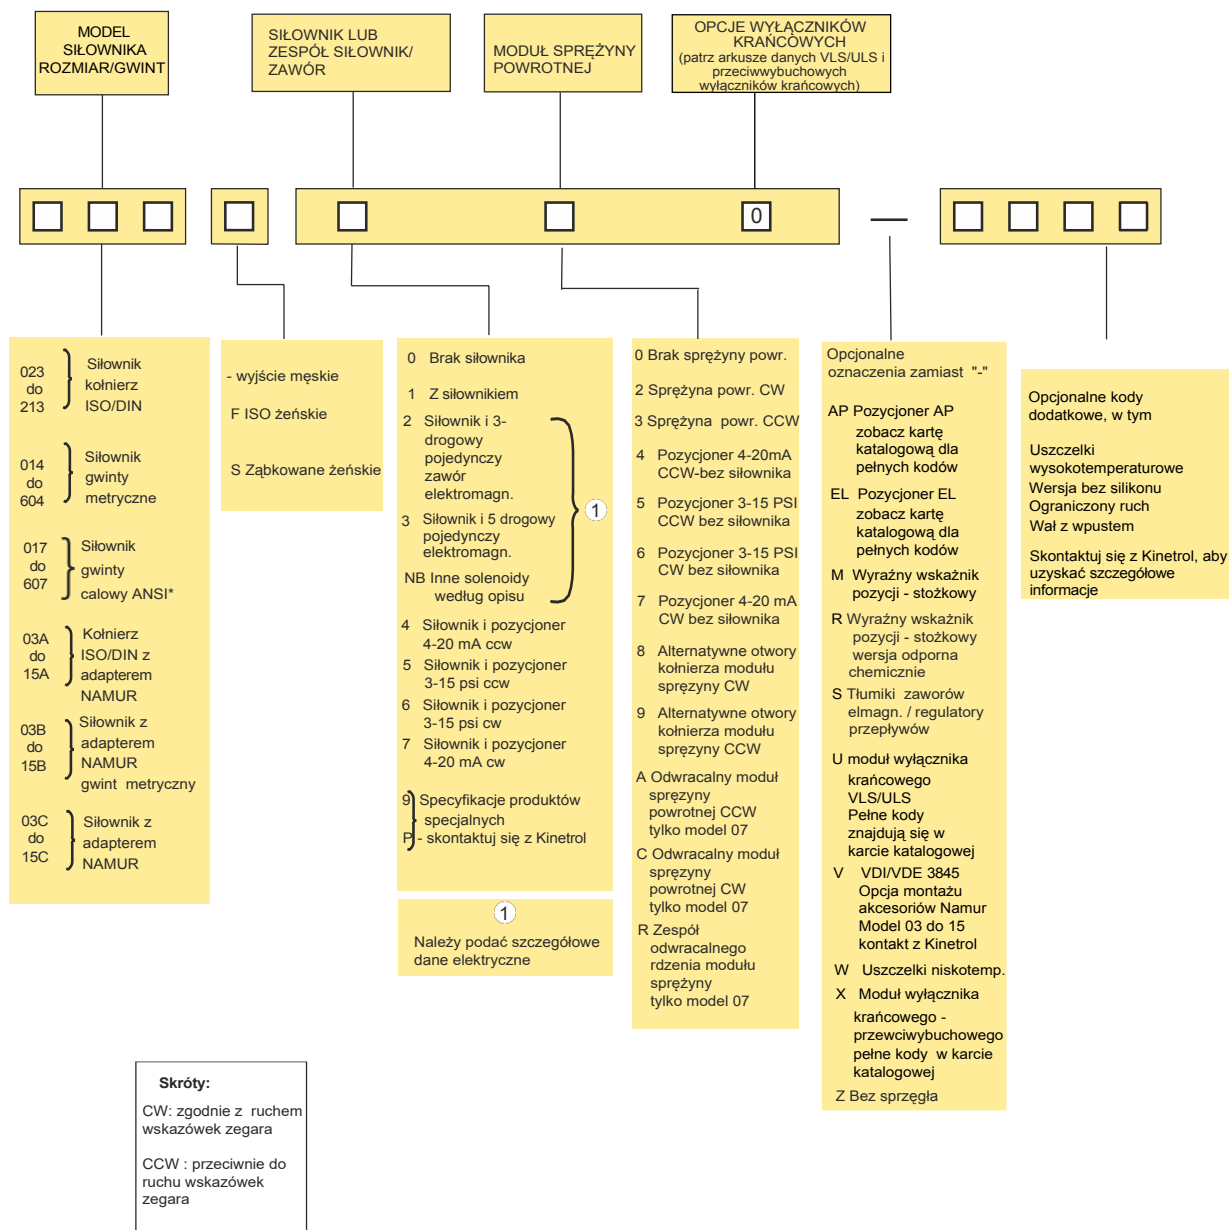 MODEL
SIŁOWNIKA
ROZMIAR/GWINT
SIŁOWNIK LUB
ZESPÓŁ SIŁOWNIK/
ZAWÓR
MODUŁ SPRĘŻYNY
POWROTNEJ
OPCJE WYŁĄCZNIKÓW
KRAŃCOWYCH
(patrz arkusze danych VLS/ULS i
przeciwwybuchowych
wyłączników krańcowych)
0
—
023
do
213
Siłownik
kołnierz
ISO/DIN
014
do
604
Siłownik
gwinty
metryczne
017
do
607
Siłownik
gwinty
calowy ANSI*
03A
do
15A
Kołnierz
ISO/DIN z
adapterem
NAMUR
03B
do
15B
Siłownik z
adapterem
NAMUR
gwint metryczny
03C
do
15C
Siłownik z
adapterem
NAMUR
- wyjście męskie
F ISO żeńskie
S Ząbkowane żeńskie
0 Brak siłownika
1 Z siłownikiem
2 Siłownik i 3-
drogowy
pojedynczy
zawór
elektromagn.
3 Siłownik i 5 drogowy
pojedynczy
elektromagn.
NB Inne solenoidy
według opisu
1
4 Siłownik i pozycjoner
4-20 mA ccw
5 Siłownik i pozycjoner
3-15 psi ccw
6 Siłownik i pozycjoner
3-15 psi cw
7 Siłownik i pozycjoner
4-20 mA cw
9 Specyfikacje produktów
specjalnych
P - skontaktuj się z Kinetrol
1
Należy podać szczegółowe
dane elektryczne
0 Brak sprężyny powr.
2 Sprężyna powr. CW
3 Sprężyna powr. CCW
4 Pozycjoner 4-20mA
CCW-bez siłownika
5 Pozycjoner 3-15 PSI
CCW bez siłownika
6 Pozycjoner 3-15 PSI
CW bez siłownika
7 Pozycjoner 4-20 mA
CW bez siłownika
8 Alternatywne otwory
kołnierza modułu
spręzyny CW
9 Alternatywne otwory
kołnierza modułu
spręzyny CCW
A Odwracalny moduł
spręzyny
powrotnej CCW
tylko model 07
C Odwracalny moduł
spręzyny
powrotnej CW
tylko model 07
R Zespół
odwracalnego
rdzenia modułu
sprężyny
tylko model 07
Opcjonalne
oznaczenia zamiast "-"
AP Pozycjoner AP
zobacz kartę
katalogową dla
pełnych kodów
EL Pozycjoner EL
zobacz kartę
katalogową dla
pełnych kodów
M Wyraźny wskażnik
pozycji - stożkowy
R Wyraźny wskażnik
pozycji - stożkowy
wersja odporna
chemicznie
S Tłumiki zaworów
elmagn. / regulatory
przepływów
U moduł wyłącznika
krańcowego
VLS/ULS
Pełne kody
znajdują się w
karcie katalogowej
V VDI/VDE 3845
Opcja montażu
akcesoriów Namur
Model 03 do 15
kontakt z Kinetrol
W Uszczelki niskotemp.
X Moduł wyłącznika
krańcowego -
przewciwybuchowego
pełne kody w karcie
katalogowej
Z Bez sprzęgła
Opcjonalne kody
dodatkowe, w tym
Uszczelki
wysokotemperaturowe
Wersja bez silikonu
Ograniczony ruch
Wał z wpustem
Skontaktuj się z Kinetrol, aby
uzyskać szczegółowe
informacje
Skróty:
CW: zgodnie z ruchem
wskazówek zegara
CCW : przeciwnie do
ruchu wskazówek
zegara